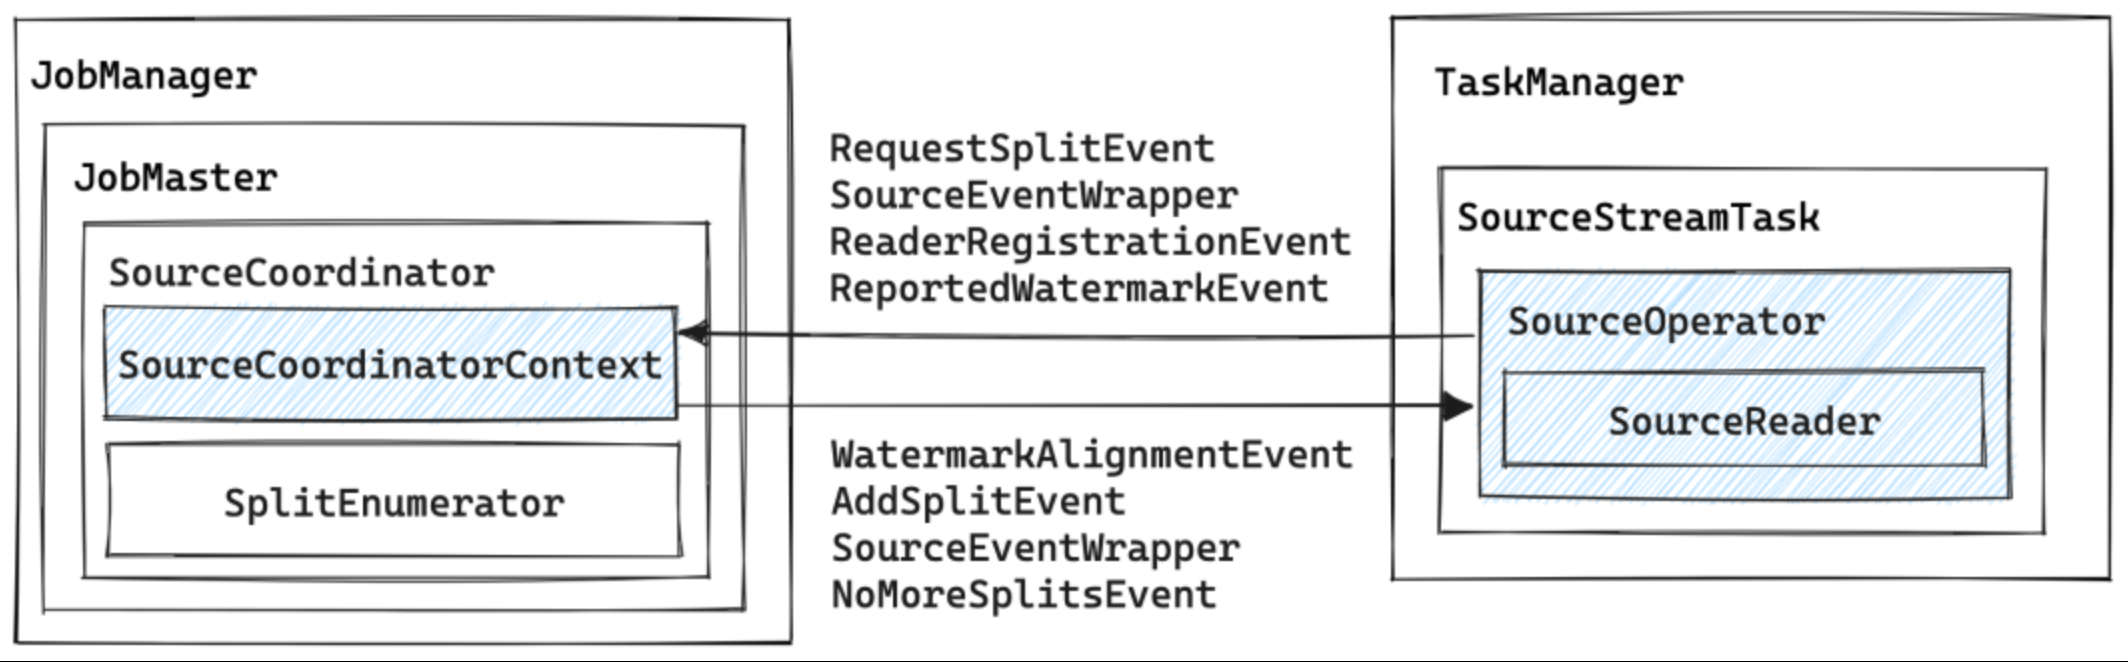 JobManager
JobMaster
SourceCoordinator
SourceCoordinatorContext
SplitEnumerator
RequestSplitEvent
SourceEventWrapper
ReaderRegistrationEvent
ReportedWatermarkEvent
WatermarkAlignmentEvent
AddSplitEvent
SourceEventWrapper
NoMoreSplitsEvent
TaskManager
SourceStreamTask
SourceOperator
SourceReader